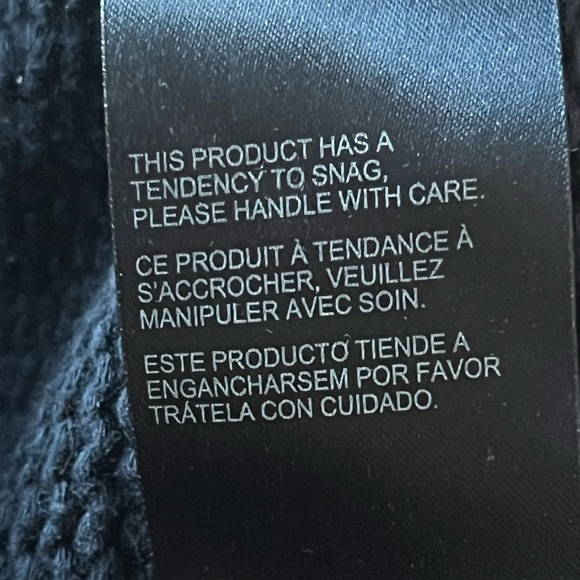 THIS PRODUCT HAS A
TENDENCY TO SNAG,
PLEASE HANDLE WITH CARE.
CE PRODUIT À TENDANCE À
S'ACCROCHER, VEUILLEZ
MANIPULER AVEC SOIN.
ESTE PRODUCTO TIENDE A
ENGANCHARSEM POR FAVOR
TRÁTELA CON CUIDADO.